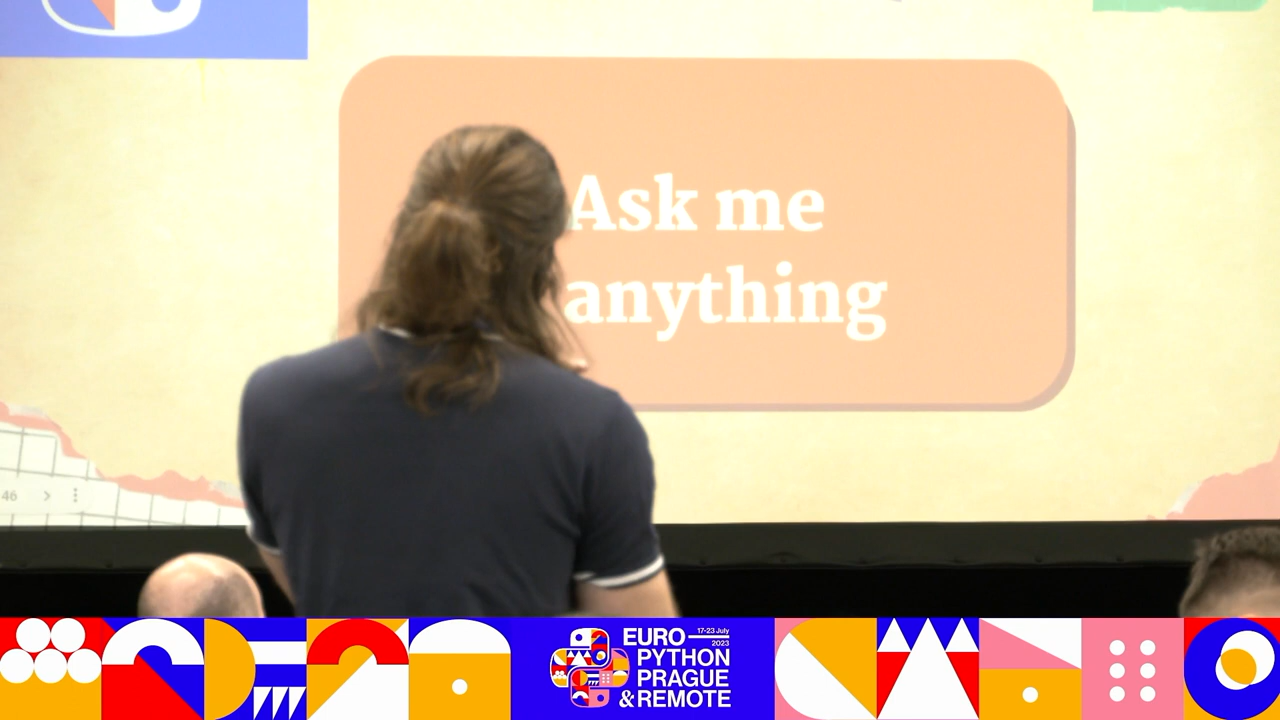 Ask me
anything
46
17-23 July
2023
EURO
PYTHON
PRAGUE
& REMOTE